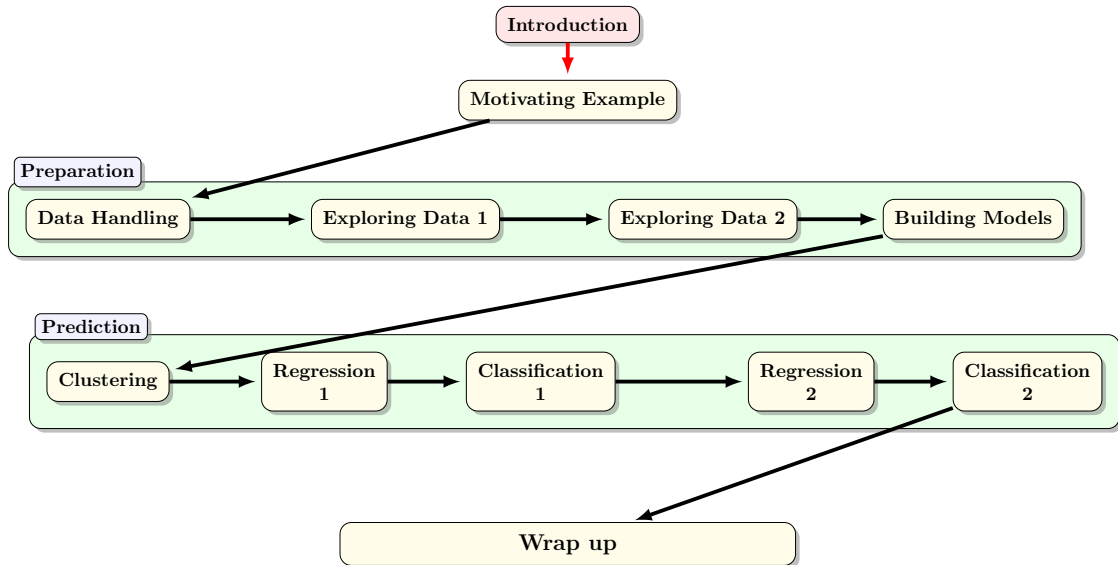 Introduction
Motivating Example
Preparation
Data Handling
Exploring Data 1
Exploring Data 2
Building Models
Prediction
Clustering
Regression
1
Classification
1
Regression
2
Classification
2
Wrap up